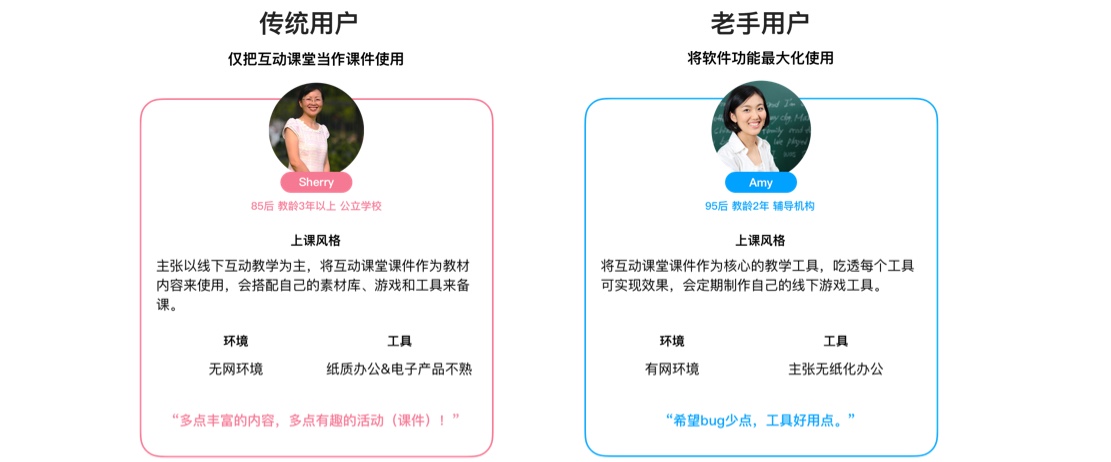 传统用户
仅把互动课堂当作课件使用
Sherry
85后 教龄3年以上 公立学校
上课风格
主张以线下互动教学为主，将互动课堂课件作为教材
内容来使用，会搭配自己的素材库、游戏和工具来备
课。
环境
工具
无网环境
纸质办公&电子产品不熟
“多点丰富的内容，多点有趣的活动（课件）！”
老手用户
将软件功能最大化使用
Amy
95后 教龄2年 辅导机构
上课风格
将互动课堂课件作为核心的教学工具，吃透每个工具
可实现效果，会定期制作自己的线下游戏工具。
环境
工具
有网环境
主张无纸化办公
“希望bug少点，工具好用点。”